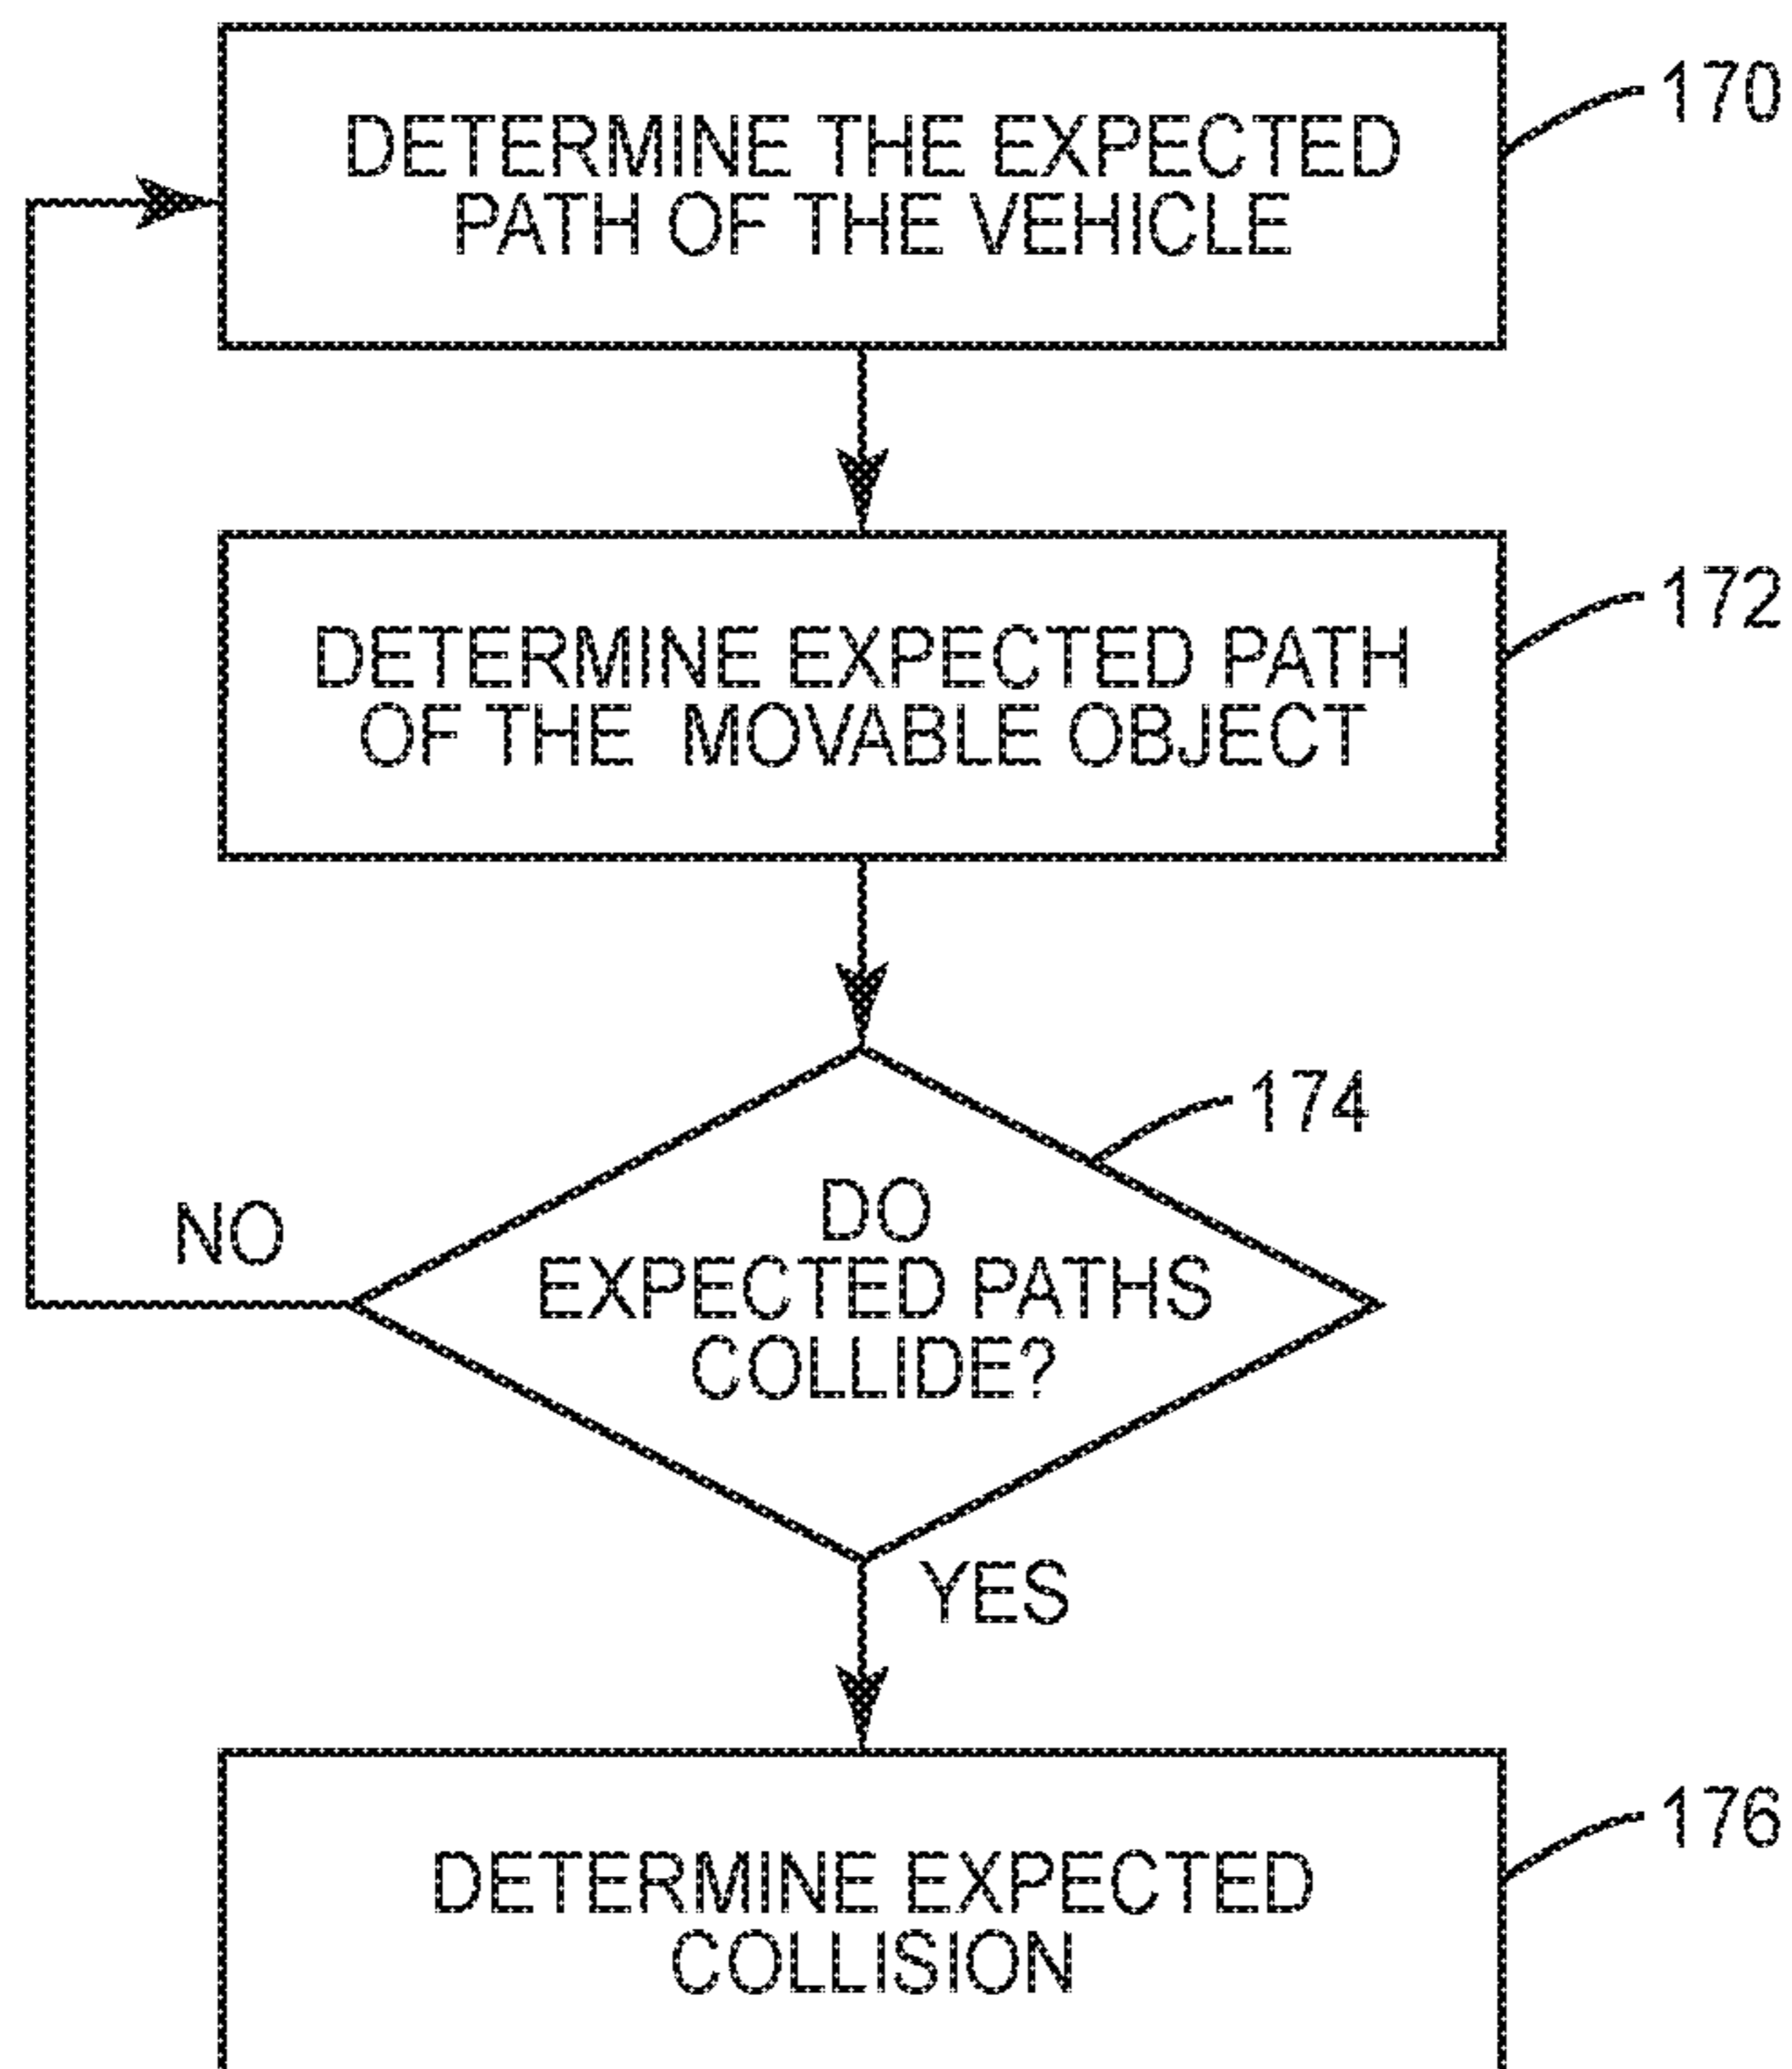 170
DETERMINE THE EXPECTED
PATH OF THE VEHICLE
172
DETERMINE EXPECTED PATH
OF THE MOVABLE OBJECT
174
DO
EXPECTED PATHS
COLLIDE?
NO
YES
176
DETERMINE EXPECTED
COLLISION